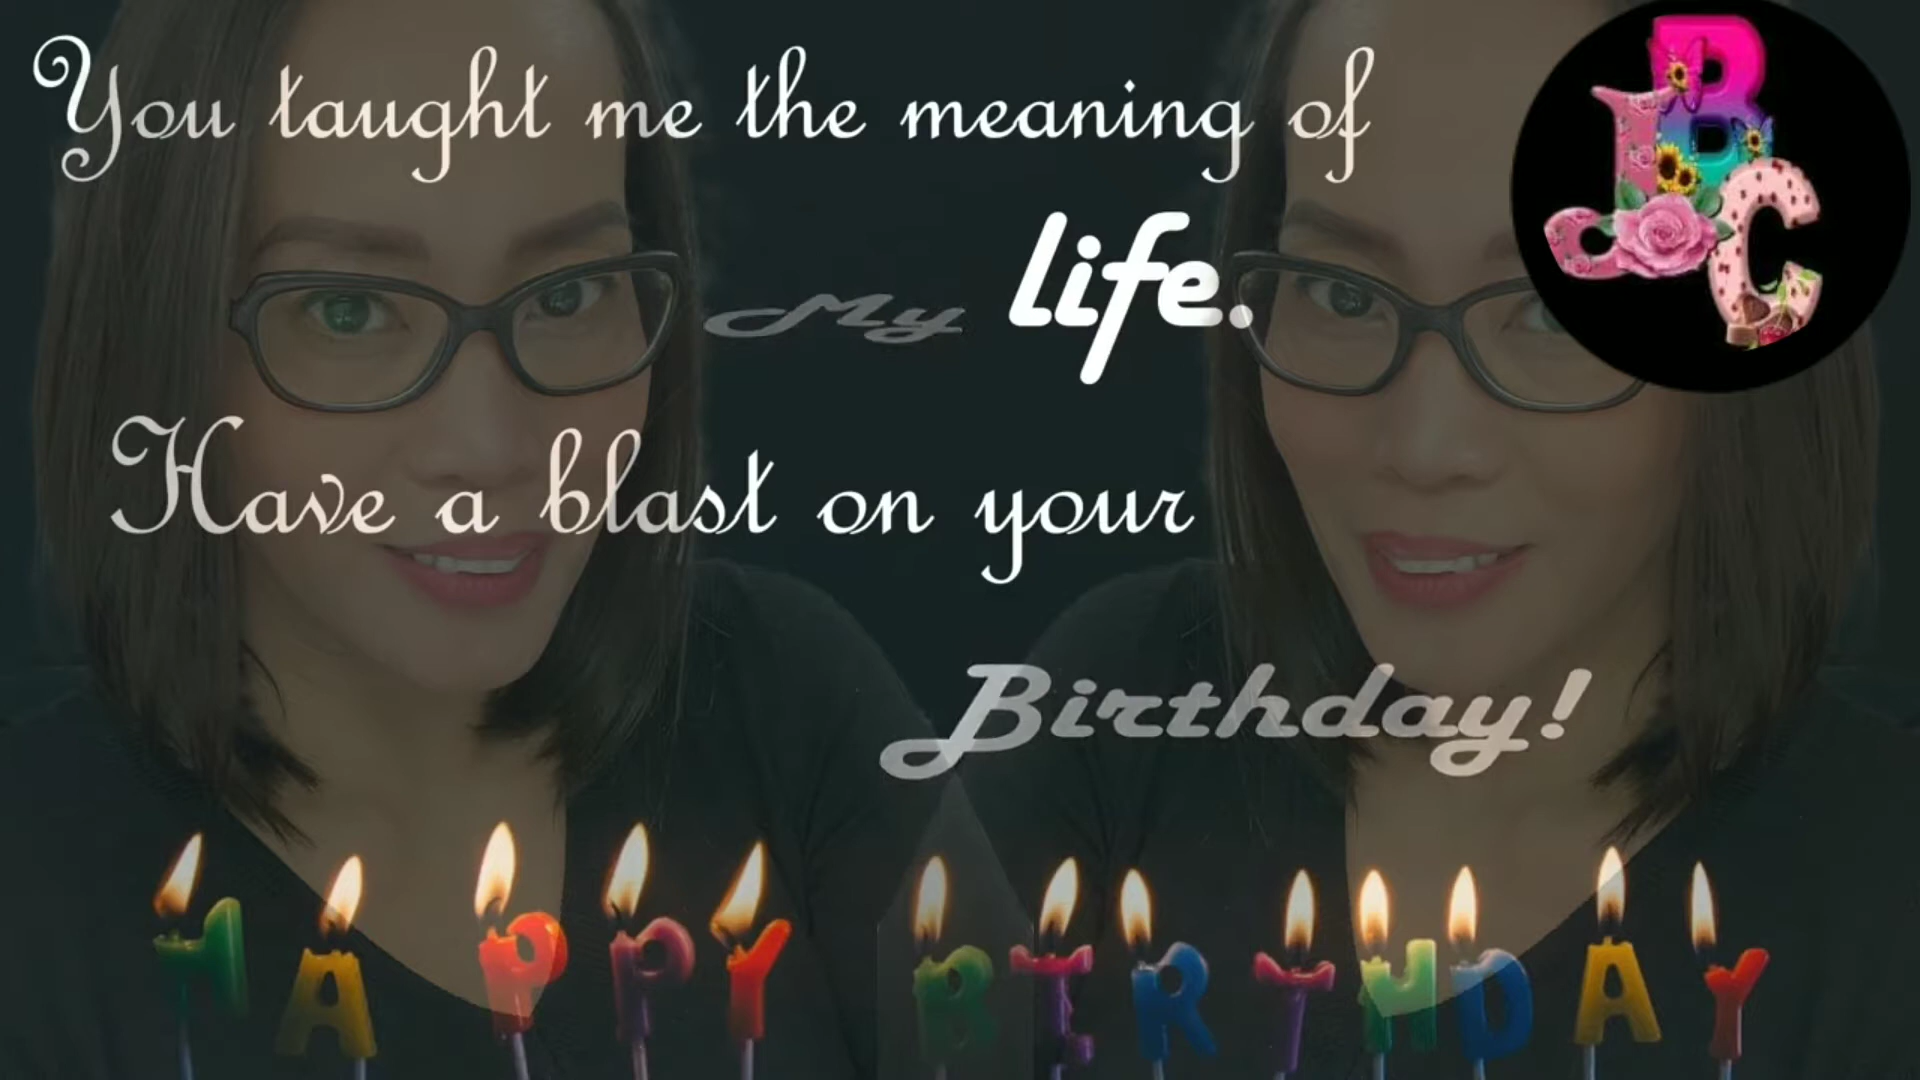 You taught me the meaning of
My life.
Have a blast on your
Birthday!
HAPPY BIRTHDAY
JBC